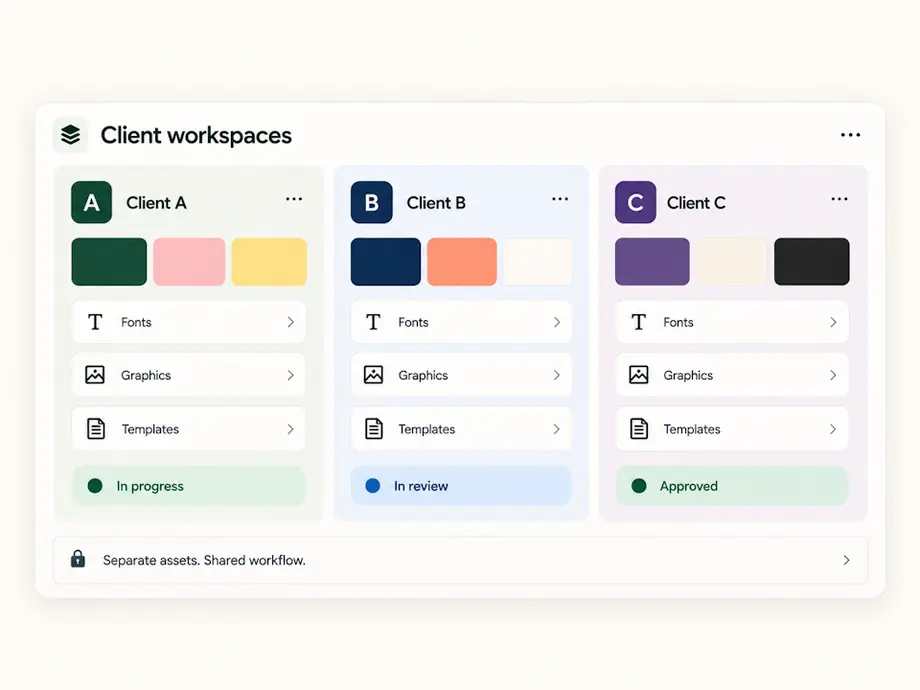 Client workspaces
A Client A
Fonts
Graphics
Templates
In progress
B Client B
Fonts
Graphics
Templates
In review
C Client C
Fonts
Graphics
Templates
Approved
Separate assets. Shared workflow.